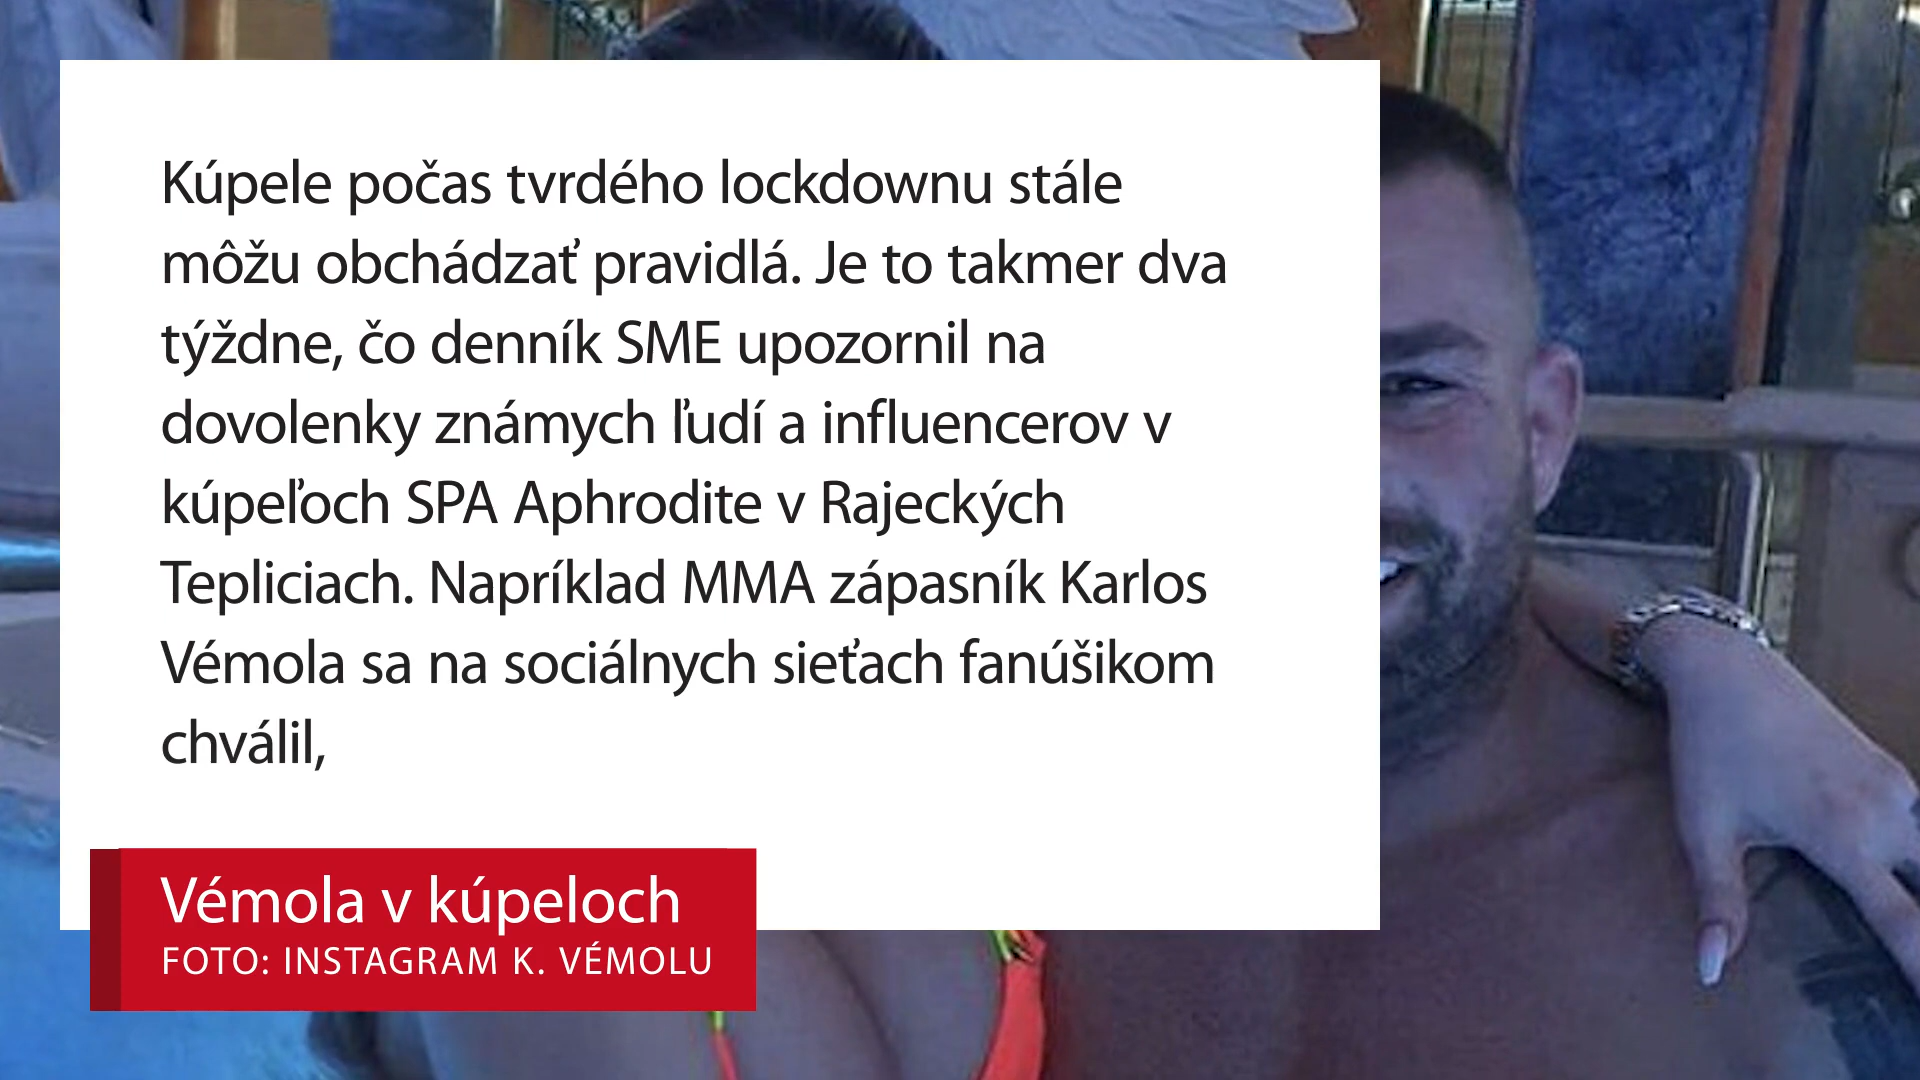 Kúpele počas tvrdého lockdownu stále
môžu obchádzať pravidlá. Je to takmer dva
týždne, čo denník SME upozornil na
dovolenky známych ľudí a influencerov v
kúpeľoch SPA Aphrodite v Rajeckých
Tepliciach. Napríklad MMA zápasník Karlos
Vémola sa na sociálnych sieťach fanúšikom
chválil,
Vémola v kúpeloch
FOTO: INSTAGRAM K. VÉMOLU